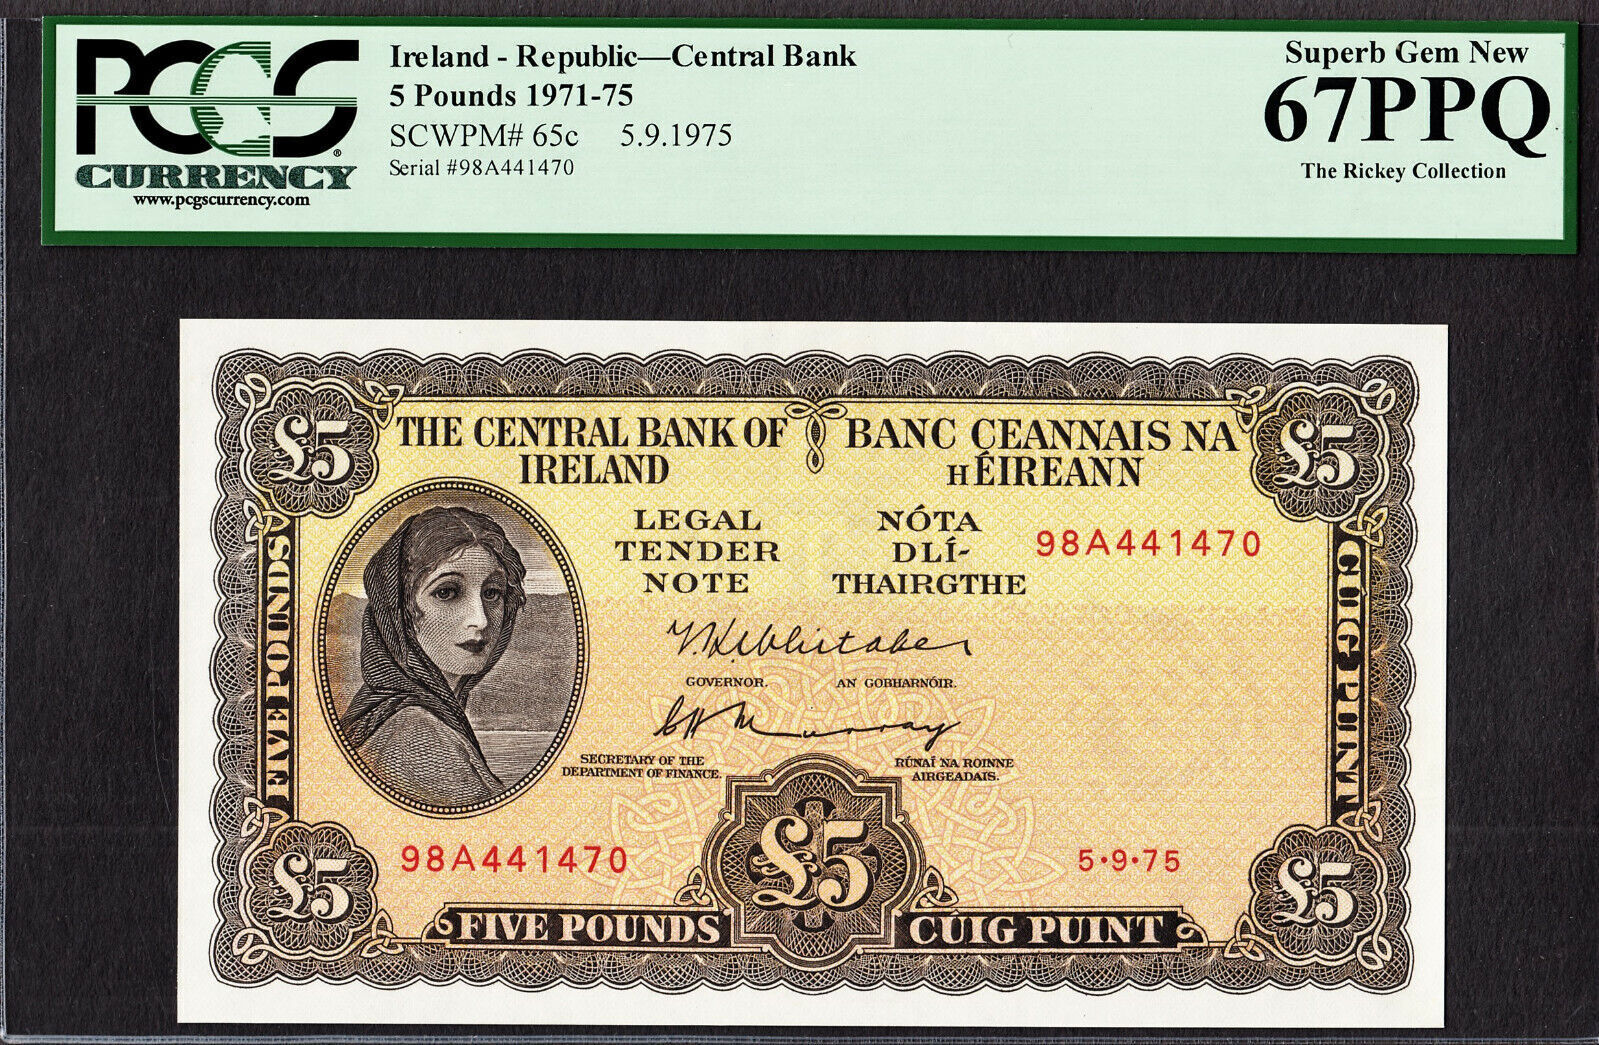 PCGS
CURRENCY
www.pcgscurrency.com
Ireland - Republic—Central Bank
5 Pounds 1971-75
SCWPM# 65c 5.9.1975
Serial #98A441470
Superb Gem New
67PPQ
The Rickey Collection
£5
£5
THE CENTRAL BANK OF
IRELAND
BANC CEANNAIS NA
hÉIREANN
LEGAL
TENDER
NOTE
NÓTA
DLÍ-
THAIRGTHE
98A441470
FIVE POUNDS
CÚIG PUINT
T. K. Whitaker
GOVERNOR. AN GOBHARNÓIR.
C H Murray
SECRETARY OF THE
DEPARTMENT OF FINANCE.
RÚNAÍ NA ROINNE
AIRGEADAIS.
98A441470
£5
5·9·75
£5
£5
FIVE POUNDS
CÚIG PUINT